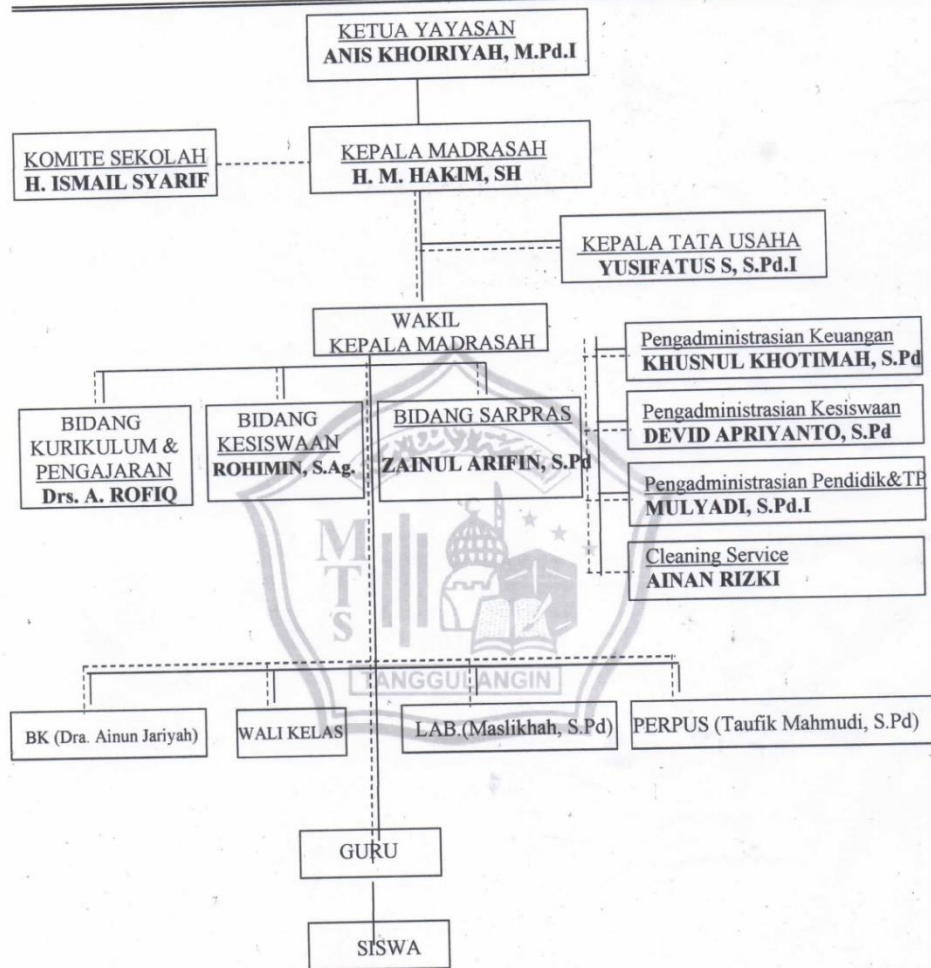 KETUA YAYASAN
ANIS KHOIRIYAH, M.Pd.I
KOMITE SEKOLAH
H. ISMAIL SYARIF
KEPALA MADRASAH
H. M. HAKIM, SH
KEPALA TATA USAHA
YUSIFATUS S, S.Pd.I
WAKIL
KEPALA MADRASAH
Pengadministrasian Keuangan
KHUSNUL KHOTIMAH, S.Pd
Pengadministrasian Kesiswaan
DEVID APRIYANTO, S.Pd
Pengadministrasian Pendidik&TP
MULYADI, S.Pd.I
Cleaning Service
AINAN RIZKI
BIDANG
KURIKULUM &
PENGAJARAN
Drs. A. ROFIQ
BIDANG
KESISWAAN
ROHIMIN, S.Ag.
BIDANG SARPRAS
ZAINUL ARIFIN, S.Pd
MTS
TANGGULANGIN
BK (Dra. Ainun Jariyah)
WALI KELAS
LAB.(Maslikhah, S.Pd)
PERPUS (Taufik Mahmudi, S.Pd)
GURU
SISWA